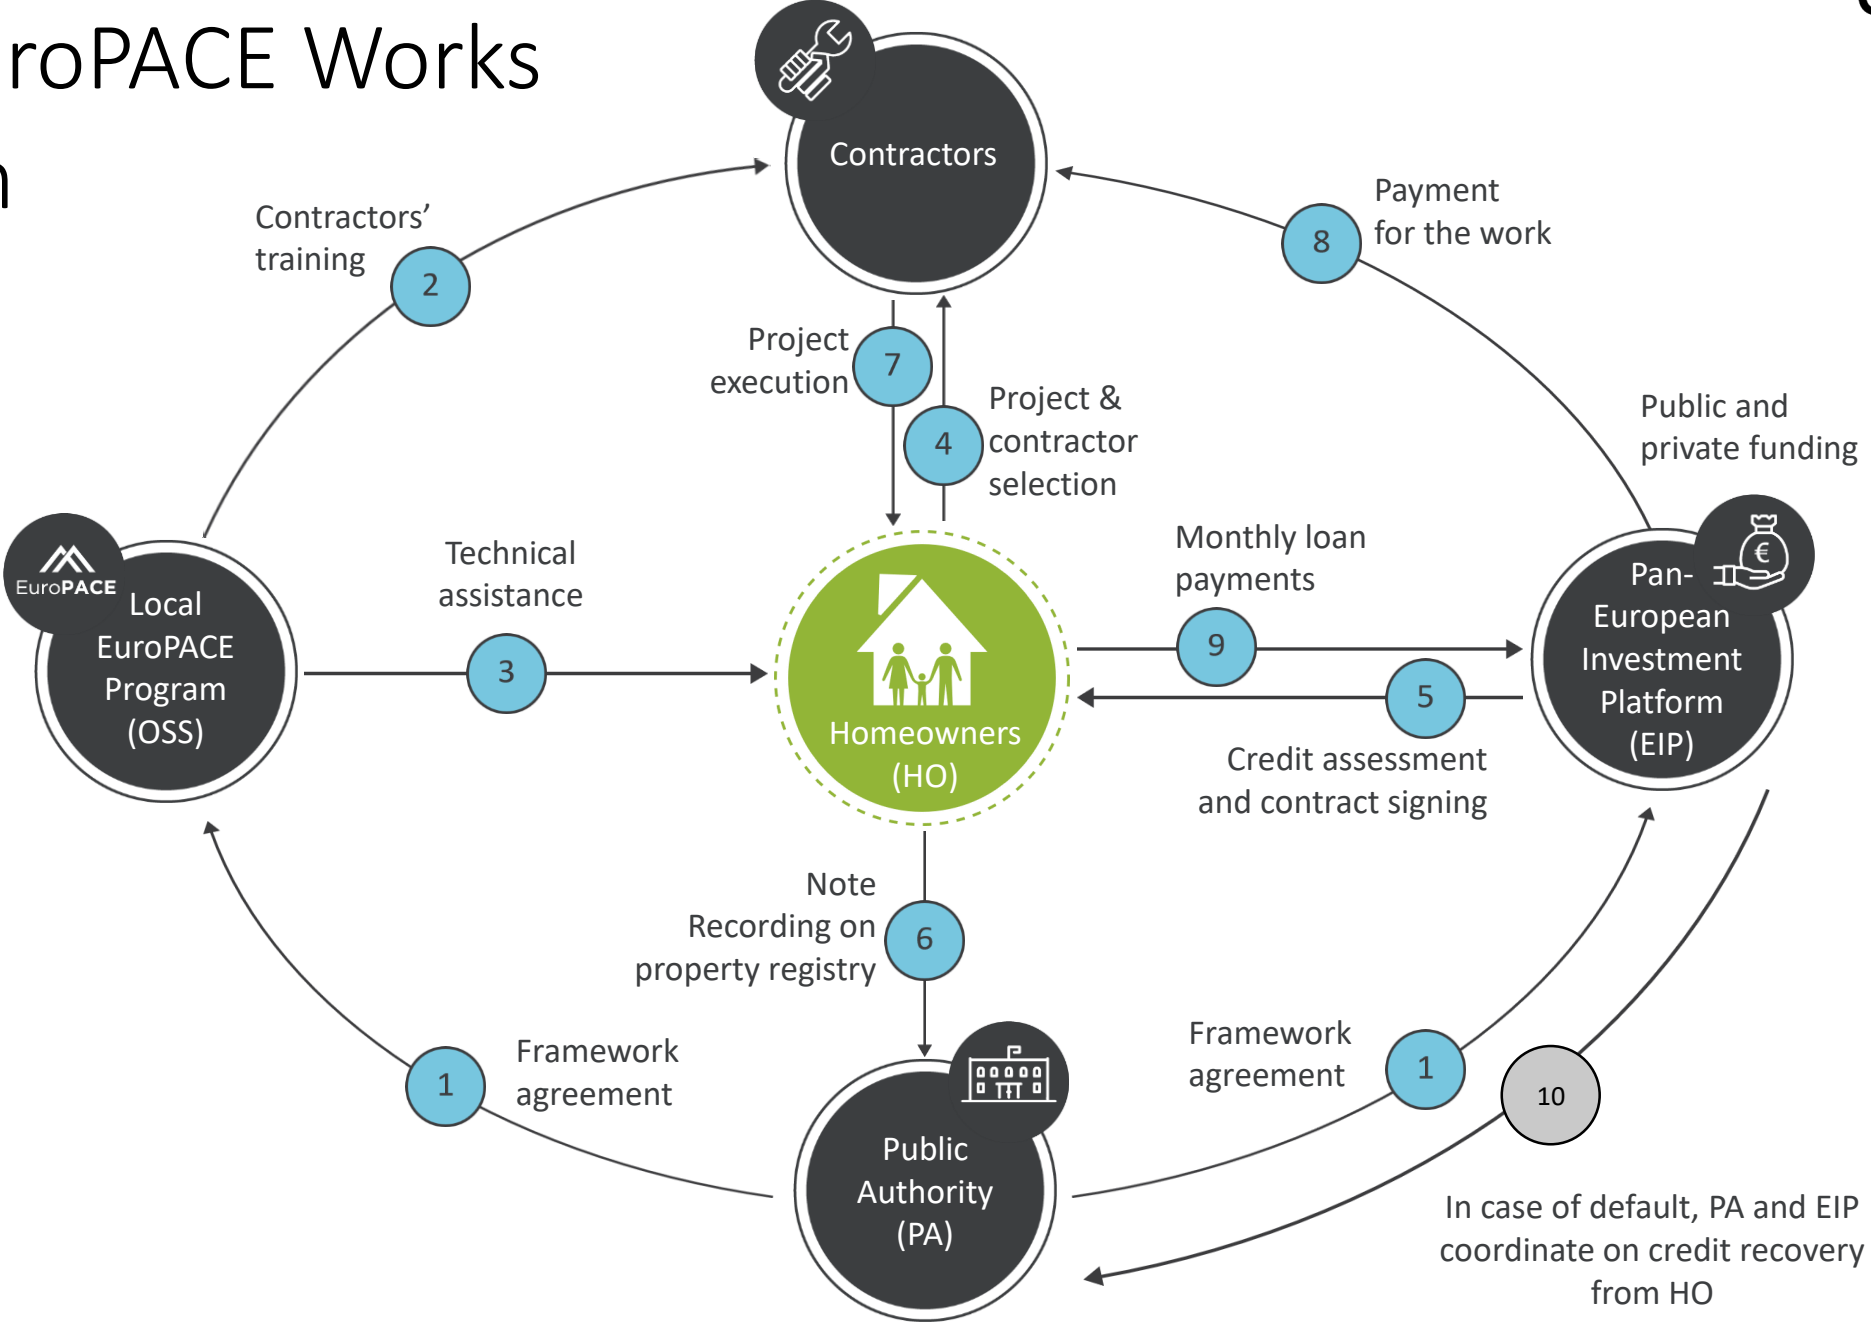 roPACE Works
n
Contractors
Contractors’
training
2
Payment
for the work
8
Project
execution
7
Project &
contractor
selection
4
Public and
private funding
EuroPACE
Local
EuroPACE
Program
(OSS)
Technical
assistance
3
Homeowners
(HO)
Monthly loan
payments
9
5
Credit assessment
and contract signing
€
Pan-
European
Investment
Platform
(EIP)
Note
Recording on
property registry
6
Framework
agreement
1
Framework
agreement
1
10
Public
Authority
(PA)
In case of default, PA and EIP
coordinate on credit recovery
from HO